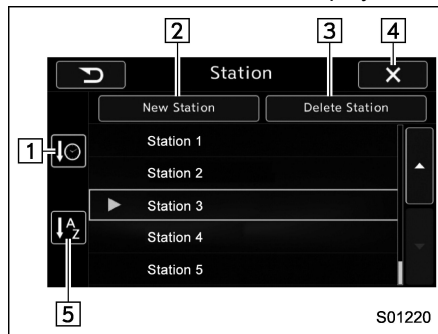 2 3 4
Station X
New Station Delete Station
1
Station 1
Station 2
Station 3
A
Z
Station 4
Station 5
5
S01220